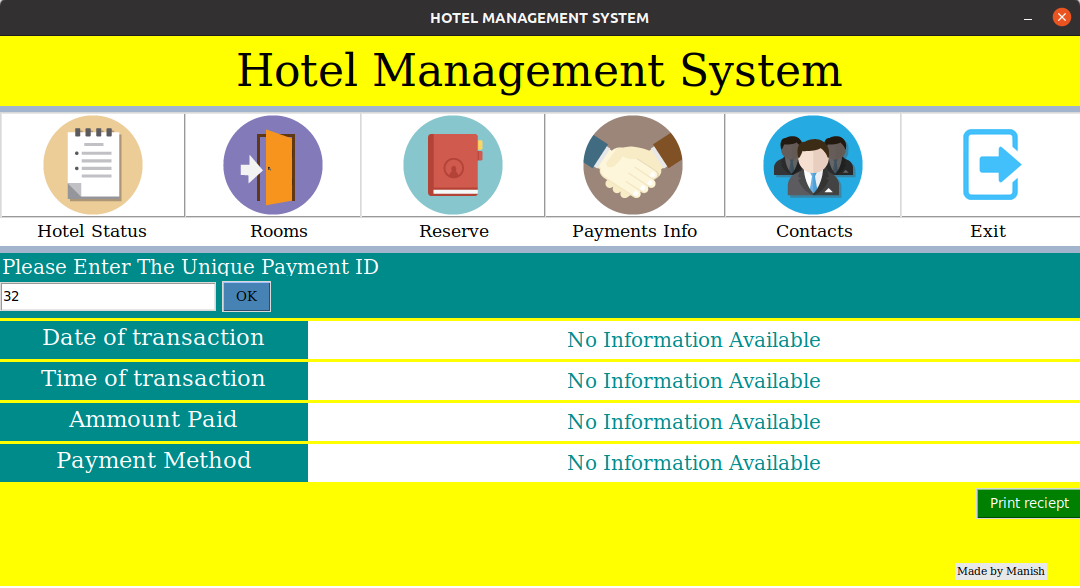 HOTEL MANAGEMENT SYSTEM
Hotel Management System
Hotel Status
Rooms
Reserve
Payments Info
Contacts
Exit
Please Enter The Unique Payment ID
32
OK
Date of transaction
No Information Available
Time of transaction
No Information Available
Ammount Paid
No Information Available
Payment Method
No Information Available
Print reciept
Made by Manish